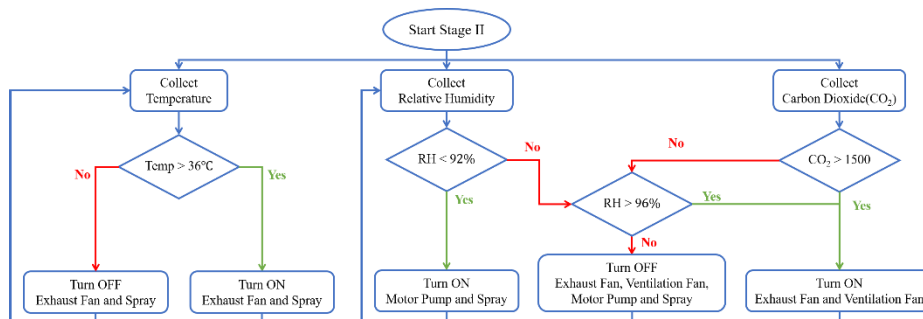 Start Stage II
Collect
Temperature
Collect
Relative Humidity
Collect
Carbon Dioxide(CO₂)
Temp > 36℃
RH < 92%
CO₂ > 1500
RH > 96%
No
Yes
No
Yes
No
Yes
No
Yes
Turn OFF
Exhaust Fan and Spray
Turn ON
Exhaust Fan and Spray
Turn ON
Motor Pump and Spray
Turn OFF
Exhaust Fan, Ventilation Fan,
Motor Pump and Spray
Turn ON
Exhaust Fan and Ventilation Fan